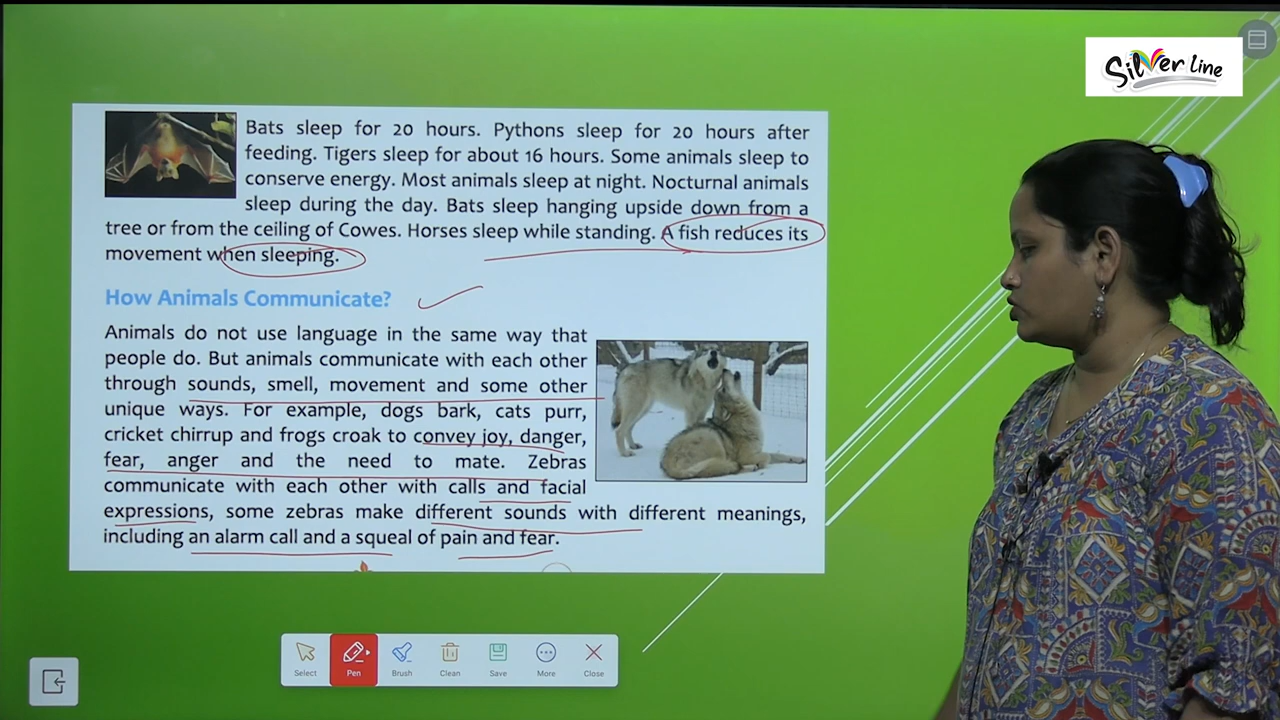 Silver Line
Bats sleep for 20 hours. Pythons sleep for 20 hours after
feeding. Tigers sleep for about 16 hours. Some animals sleep to
conserve energy. Most animals sleep at night. Nocturnal animals
sleep during the day. Bats sleep hanging upside down from a
tree or from the ceiling of Cowes. Horses sleep while standing. A fish reduces its
movement when sleeping.
How Animals Communicate?
Animals do not use language in the same way that
people do. But animals communicate with each other
through sounds, smell, movement and some other
unique ways. For example, dogs bark, cats purr,
cricket chirrup and frogs croak to convey joy, danger,
fear, anger and the need to mate. Zebras
communicate with each other with calls and facial
expressions, some zebras make different sounds with different meanings,
including an alarm call and a squeal of pain and fear.
Select Pen Brush Clean Save More Close